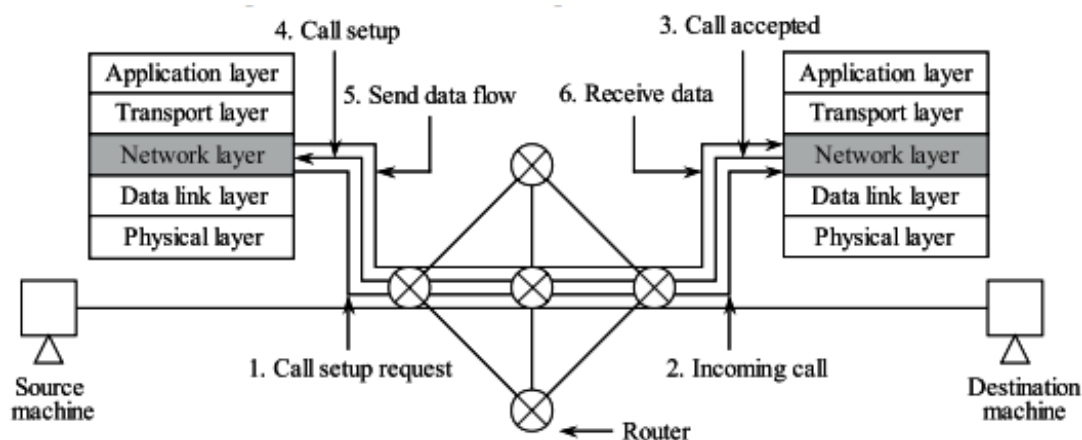 4. Call setup
3. Call accepted
Application layer
Transport layer
Network layer
Data link layer
Physical layer
5. Send data flow
6. Receive data
Application layer
Transport layer
Network layer
Data link layer
Physical layer
1. Call setup request
2. Incoming call
Source
machine
Destination
machine
Router